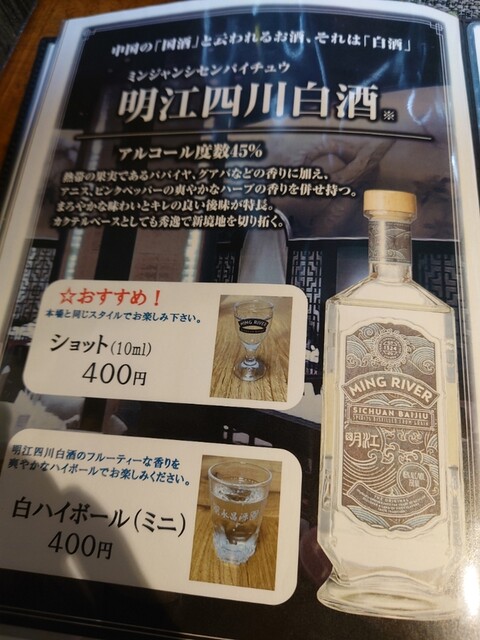 中国の「国酒」と云われるお酒、それは「白酒」
ミンジャンシセンバイチュウ
明江四川白酒※
アルコール度数45%
熱帯の果実であるパパイヤ、グアバなどの香りに加え、
アニス、ピンクペッパーの爽やかなハーブの香りを併せ持つ。
まろやかな味わいとキレの良い後味が特長。
カクテルベースとしても秀逸で新境地を切り拓く。
☆おすすめ!
本場と同じスタイルでお楽しみ下さい。
ショット(10ml)
400円
MING RIVER
明江四川白酒のフルーティーな香りを
爽やかなハイボールでお楽しみください。
白ハイボール(ミニ)
400円
MING RIVER
SICHUAN BAIJIU
明江